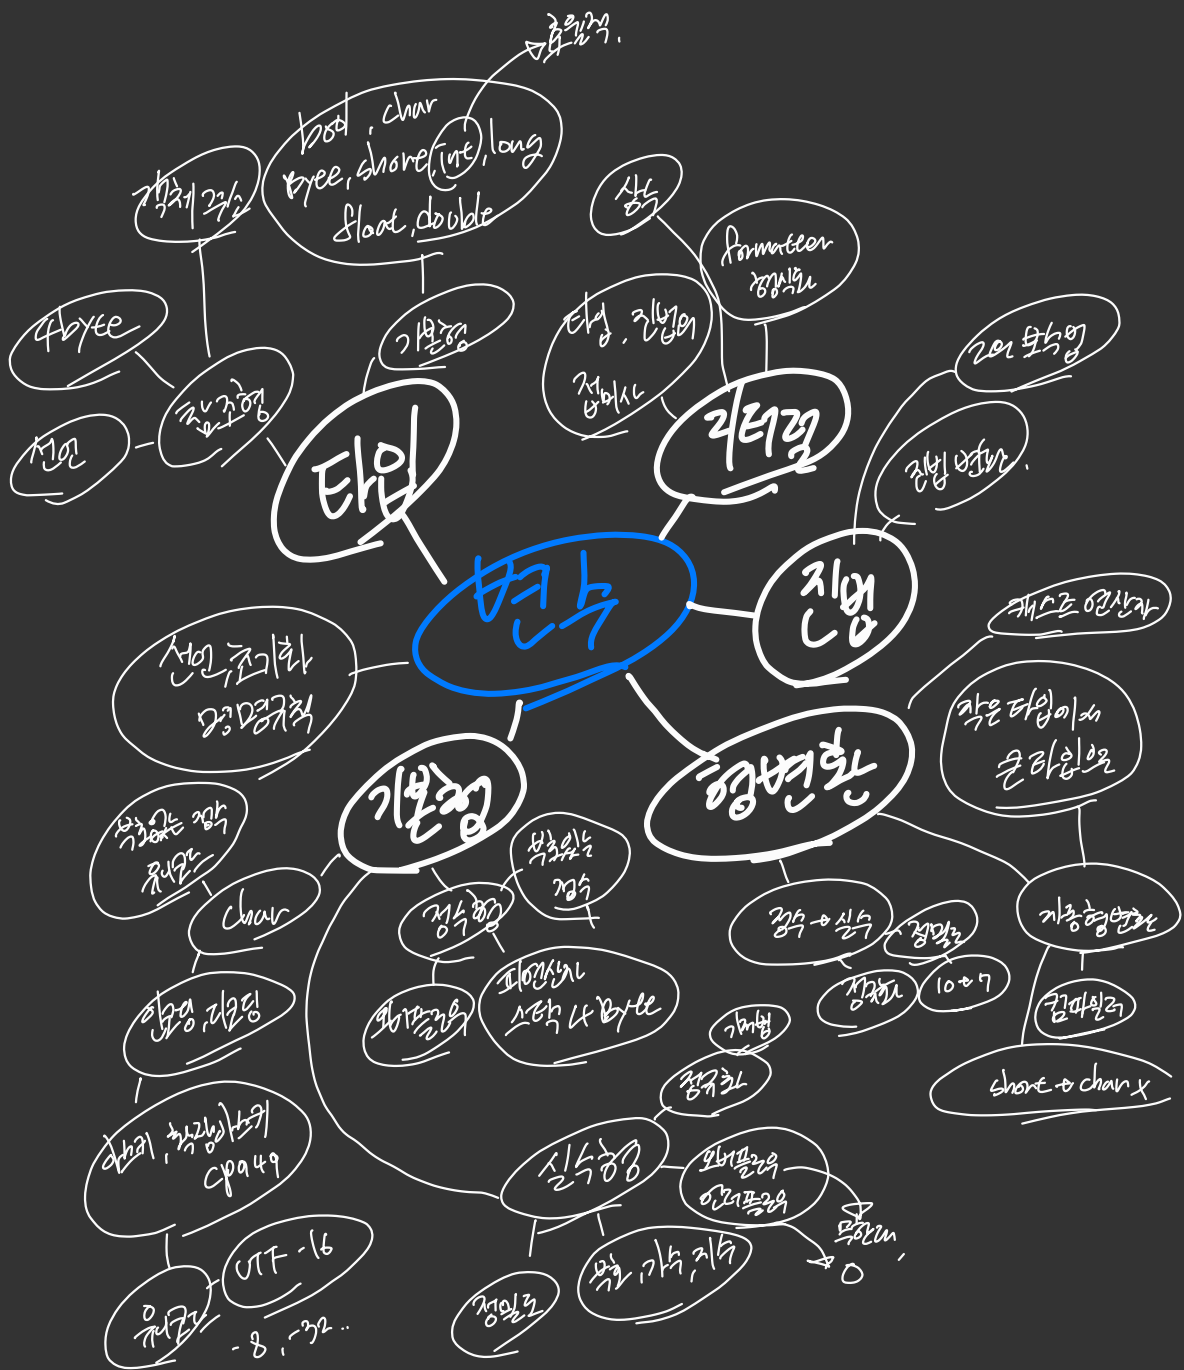 효율적.
bool, char
Byee, shore, int, long
float, double
객체 주소
상수
formatter
형식화
4byte
기본형
타입, 진법의
접미사
2의 보수법
참조형
리터럴
선언
타입
진법 변환.
변수
진법
캐스트 연산자
선언, 초기화
명명규칙
작은 타입에서
큰 타입으로
기본형
형변환
부호없는 정수
유니코드
부호있는
정수
char
정수형
정수→실수
정밀도
자동형변환
인코딩, 디코딩
오버플로우
피연산자
스택 4 Byte
정규화
10→7
컴파일러
기저법
정규화
short→char x
아스키, 확장아스키
cp949
실수형
오버플로우
언더플로우
무한대,
0
UTF-16
유니코드
-8, -32..
정밀도
부호, 가수, 지수